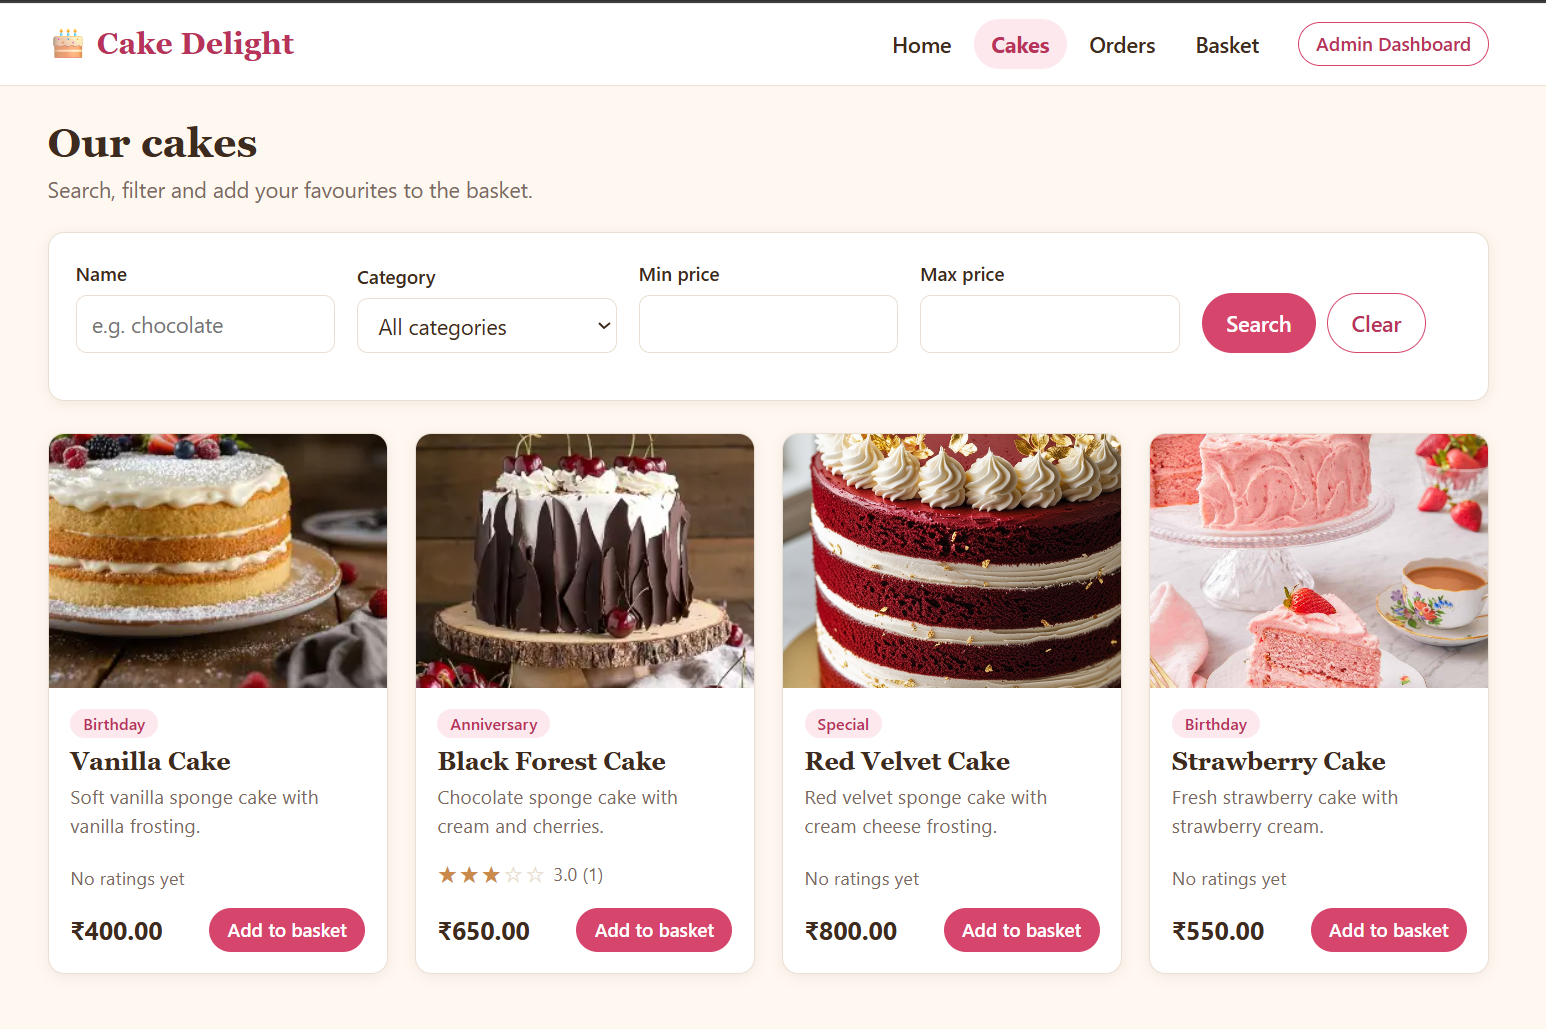 Cake Delight
Home
Cakes
Orders
Basket
Admin Dashboard
Our cakes
Search, filter and add your favourites to the basket.
Name
Category
Min price
Max price
e.g. chocolate
All categories
Search
Clear
Birthday
Vanilla Cake
Soft vanilla sponge cake with
vanilla frosting.
No ratings yet
₹400.00
Add to basket
Anniversary
Black Forest Cake
Chocolate sponge cake with
cream and cherries.
★★★☆☆ 3.0 (1)
₹650.00
Add to basket
Special
Red Velvet Cake
Red velvet sponge cake with
cream cheese frosting.
No ratings yet
₹800.00
Add to basket
Birthday
Strawberry Cake
Fresh strawberry cake with
strawberry cream.
No ratings yet
₹550.00
Add to basket